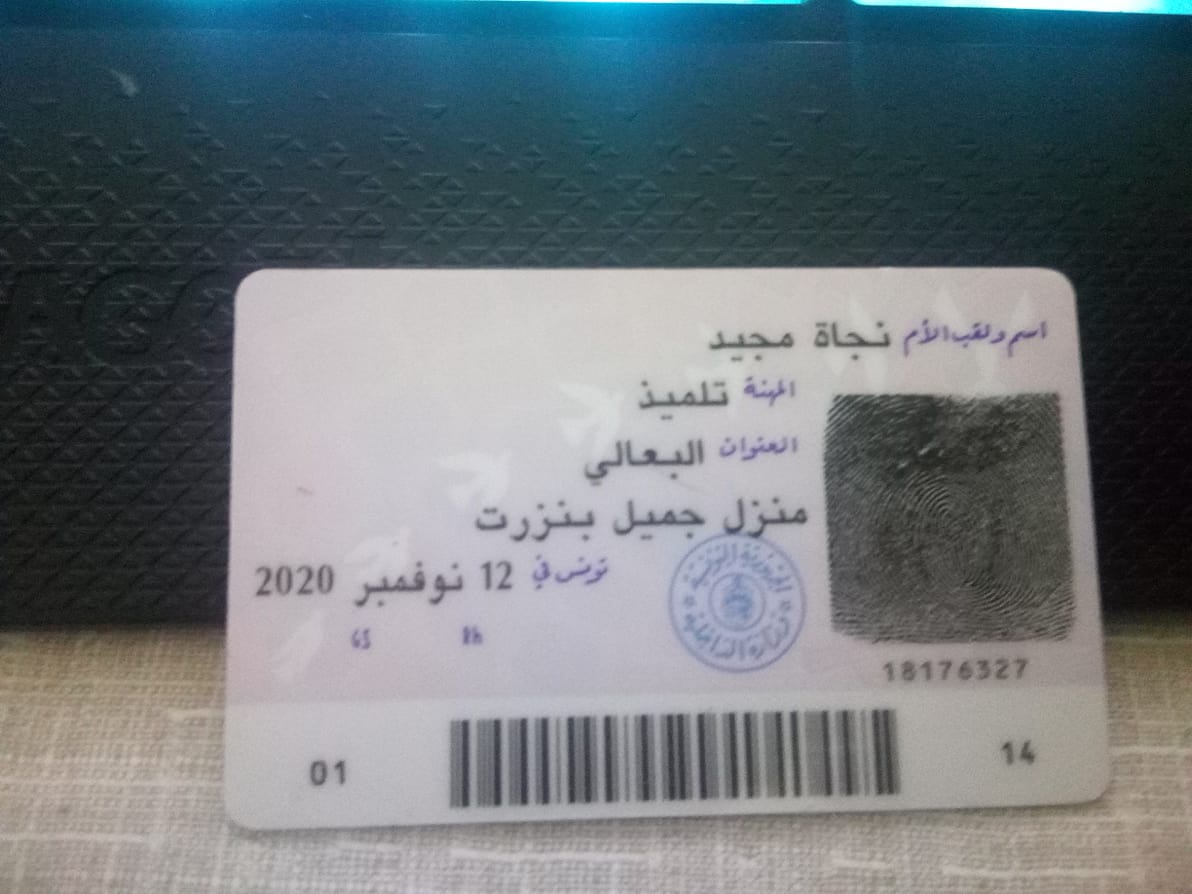 اسم ولقب الأم نجاة مجيد
المهنة تلميذ
العنوان البعالي
منزل جميل بنزرت
تونس في 12 نوفمبر 2020
GS Rh
الجمهورية التونسية
وزارة الداخلية
18176327
01 14